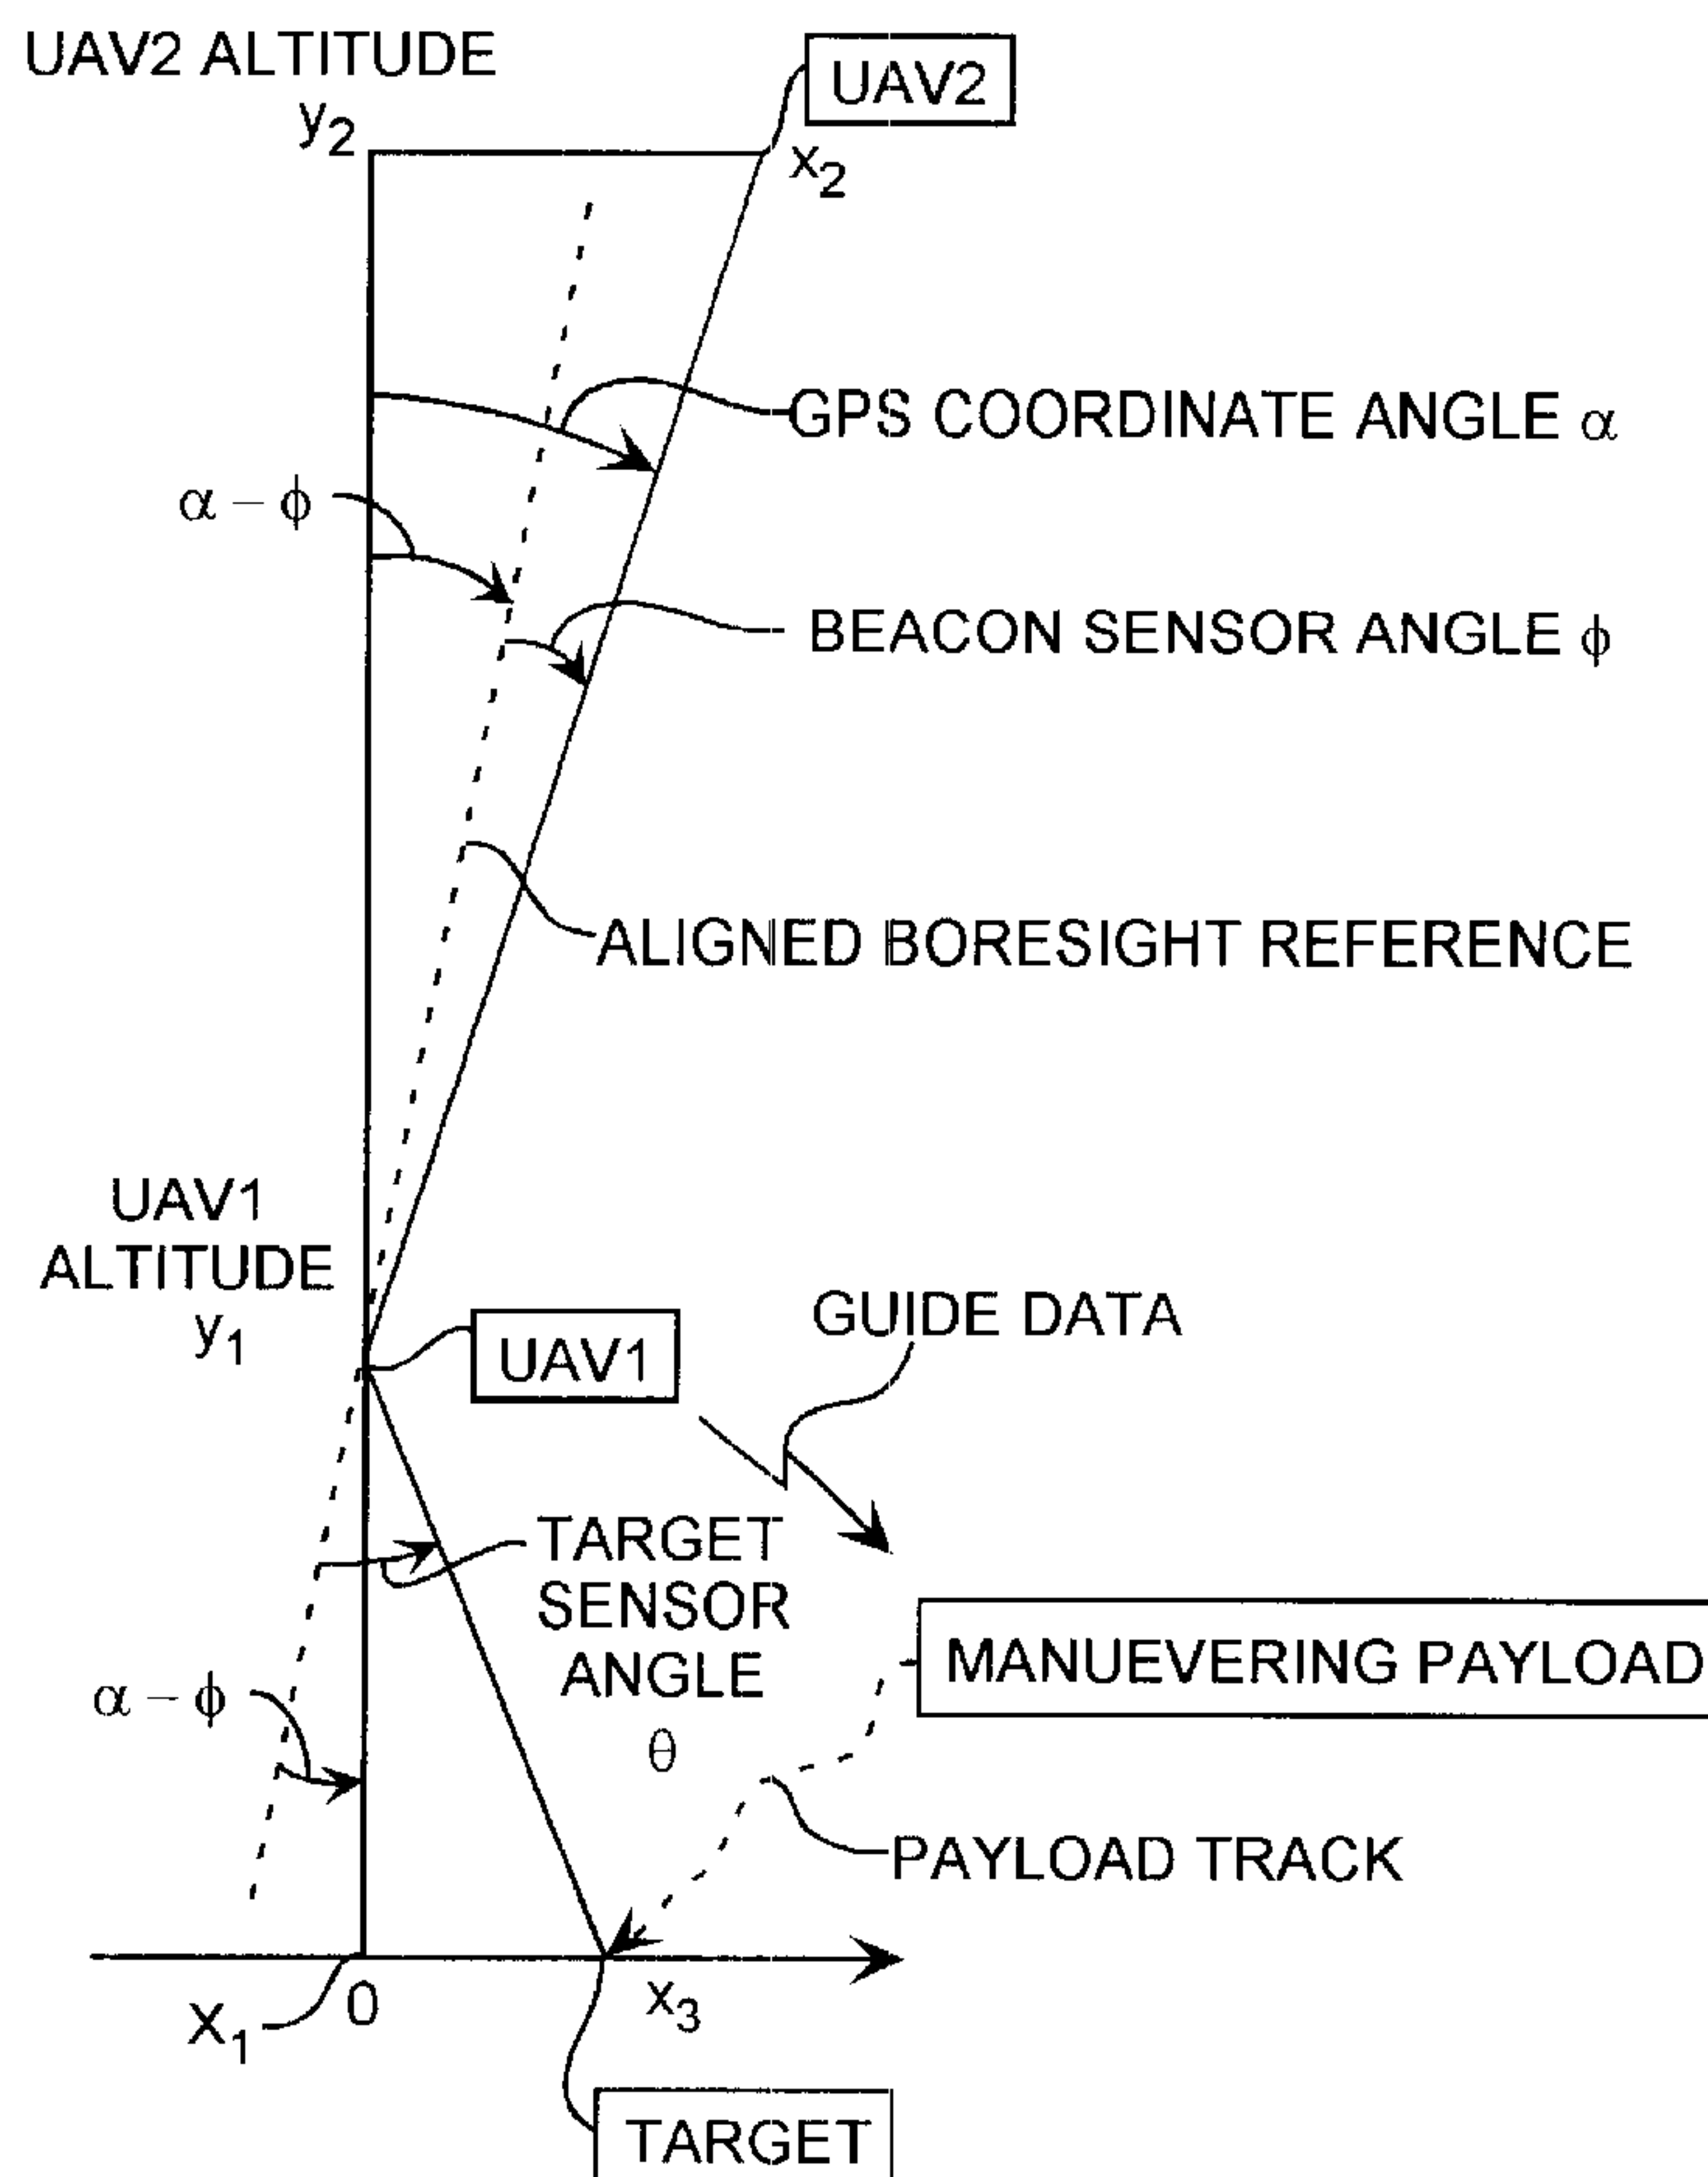 UAV2 ALTITUDE
y2
UAV2
x2
GPS COORDINATE ANGLE α
α – ϕ
BEACON SENSOR ANGLE ϕ
ALIGNED BORESIGHT REFERENCE
UAV1
ALTITUDE
y1
UAV1
GUIDE DATA
TARGET
SENSOR
ANGLE
θ
MANUEVERING PAYLOAD
α – ϕ
PAYLOAD TRACK
X1
0
x3
TARGET